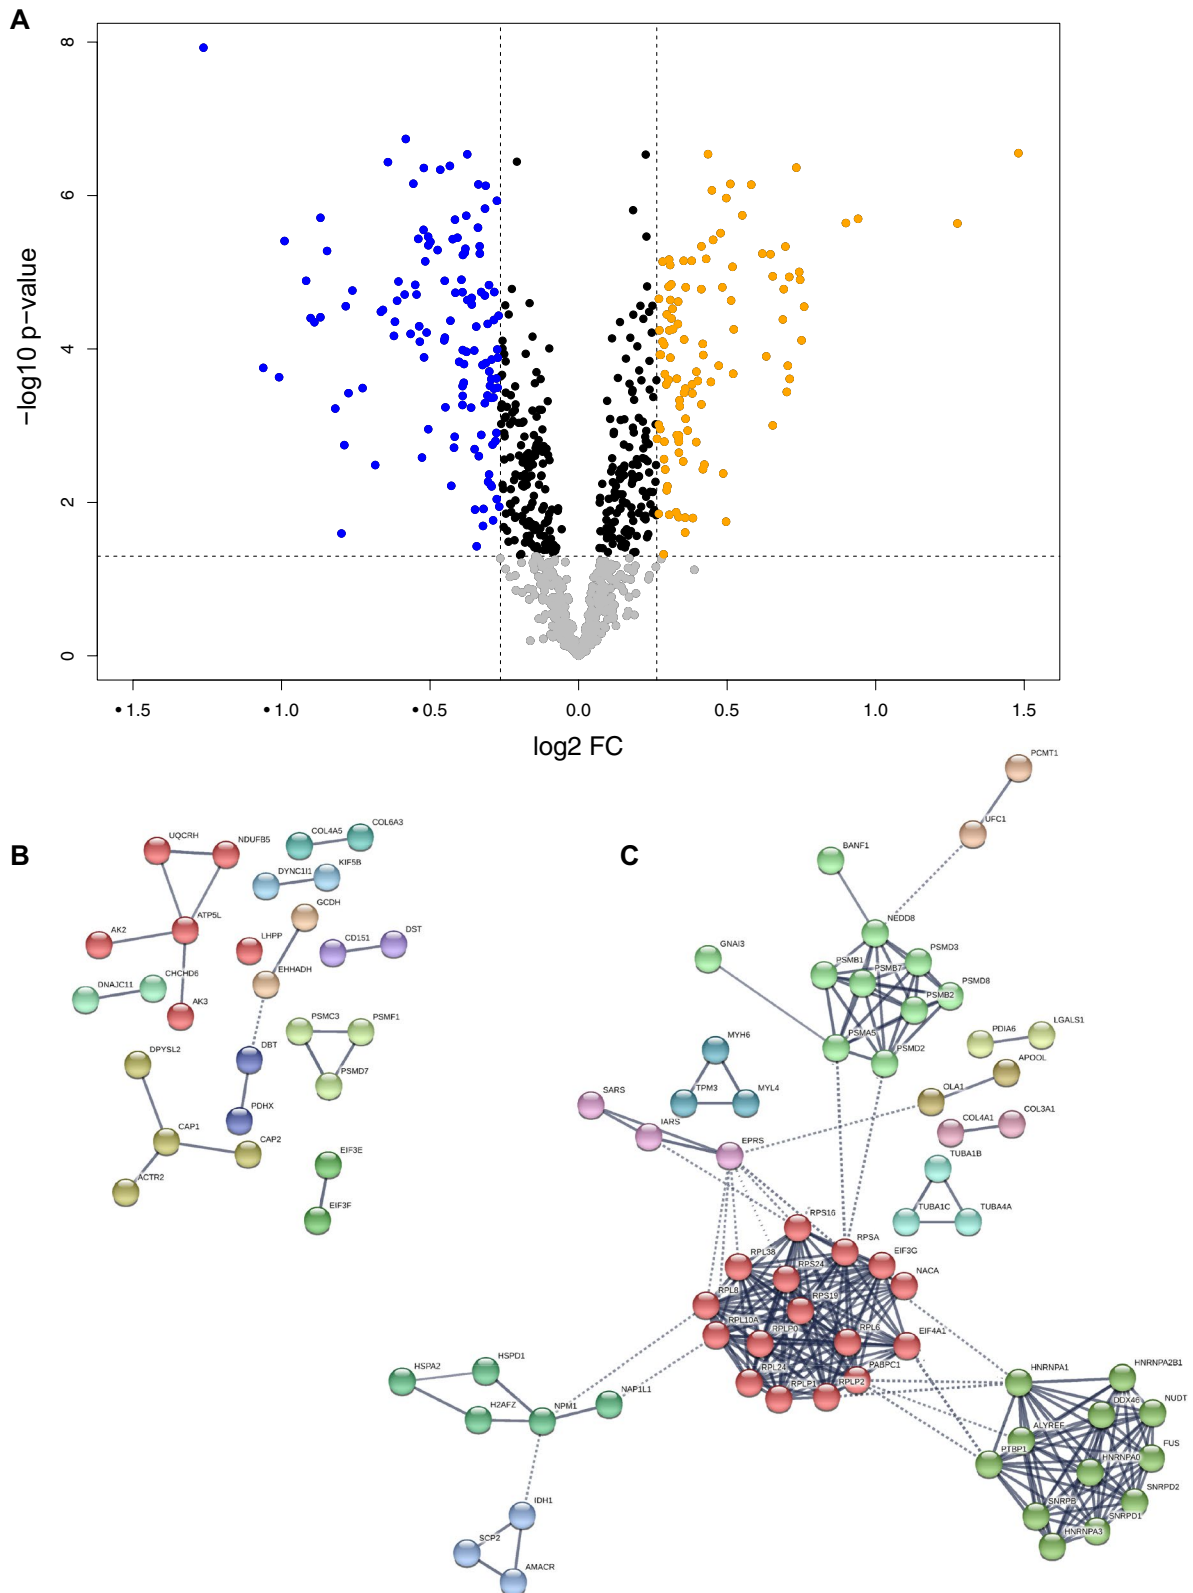 A
8
6
4
2
0
−log10 p−value
•1.5
•1.0
•0.5
0.0
0.5
1.0
1.5
log2 FC
B
UQCRH
NDUFB5
COL4A5
COL6A3
DYNC1I1
KIF5B
GCDH
ATP5L
AK2
LHPP
CD151
DST
EHHADH
CHCHD6
DNAJC11
AK3
PSMC3
PSMF1
DPYSL2
DBT
PSMD7
PDHX
CAP1
CAP2
ACTR2
EIF3E
EIF3F
C
PCMT1
UFC1
BANF1
NEDD8
GNAI3
PSMD3
PSMB1
PSMB7
PSMD8
PSMB2
PSMA5
PSMD2
LGALS1
PDIA6
APOOL
OLA1
MYH6
TPM3
MYL4
SARS
IARS
EPRS
COL3A1
COL4A1
TUBA1B
TUBA1C
TUBA4A
RPS16
RPSA
RPL38
RPS24
EIF3G
NACA
RPL8
RPS19
RPL10A
RPLP0
RPL6
EIF4A1
RPL24
RPLP1
RPLP2
PABPC1
HSPD1
HSPA2
H2AFZ
NPM1
NAP1L1
IDH1
SCP2
AMACR
HNRNPA1
HNRNPA2B1
DDX46
NUDT
ALYREF
PTBP1
FUS
HNRNPA0
SNRPD2
SNRPB
SNRPD1
HNRNPA3